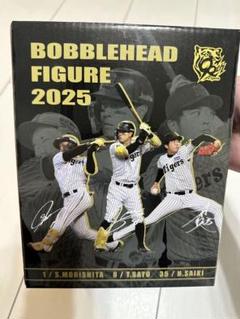 BOBBLEHEAD
FIGURE
2025
Tigers
1 / S.MORISHITA - 8 / T.SATO - 35 / H.SAIKI